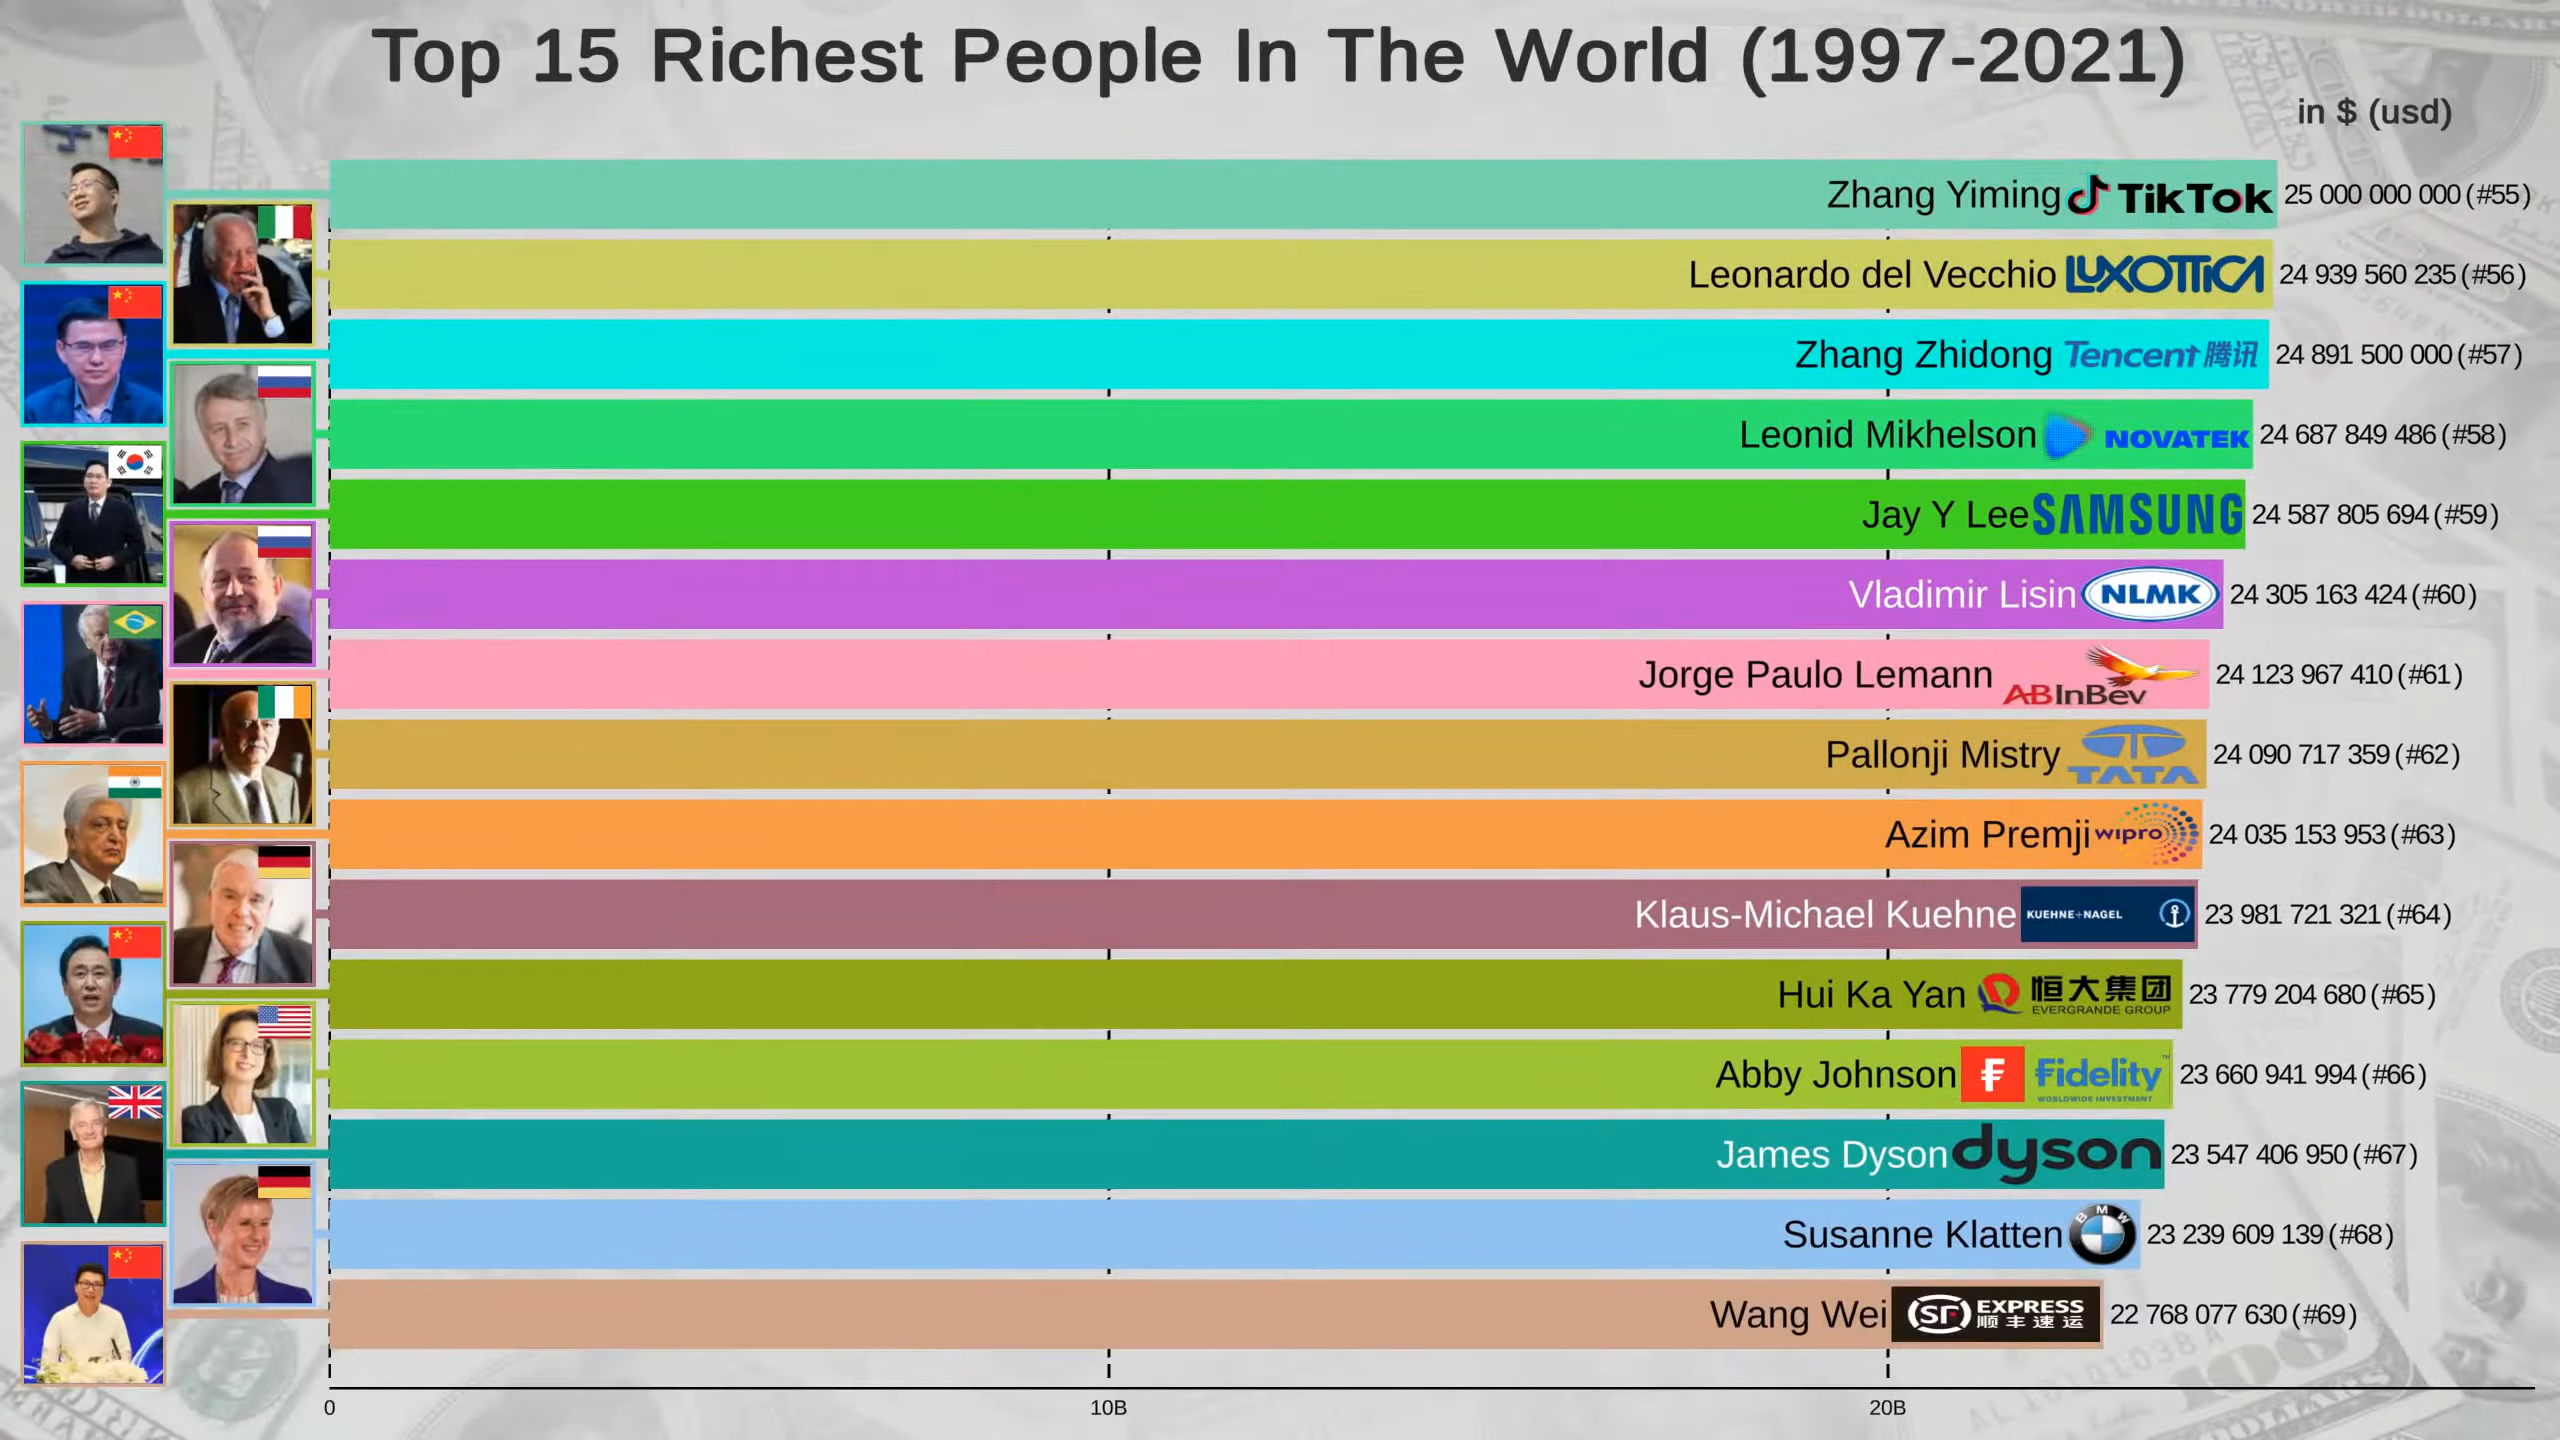 Top 15 Richest People In The World (1997-2021)
in $ (usd)
Zhang Yiming TikTok 25 000 000 000 (#55)
Leonardo del Vecchio LUXOTTICA 24 939 560 235 (#56)
Zhang Zhidong Tencent 腾讯 24 891 500 000 (#57)
Leonid Mikhelson NOVATEK 24 687 849 486 (#58)
Jay Y Lee SAMSUNG 24 587 805 694 (#59)
Vladimir Lisin NLMK 24 305 163 424 (#60)
Jorge Paulo Lemann ABInBev 24 123 967 410 (#61)
Pallonji Mistry TATA 24 090 717 359 (#62)
Azim Premji wipro 24 035 153 953 (#63)
Klaus-Michael Kuehne KUEHNE+NAGEL 23 981 721 321 (#64)
Hui Ka Yan 恒大集团 EVERGRANDE GROUP 23 779 204 680 (#65)
Abby Johnson F Fidelity™ WORLDWIDE INVESTMENT 23 660 941 994 (#66)
James Dyson dyson 23 547 406 950 (#67)
Susanne Klatten BMW 23 239 609 139 (#68)
Wang Wei SF EXPRESS 顺丰速运 22 768 077 630 (#69)
0 10B 20B